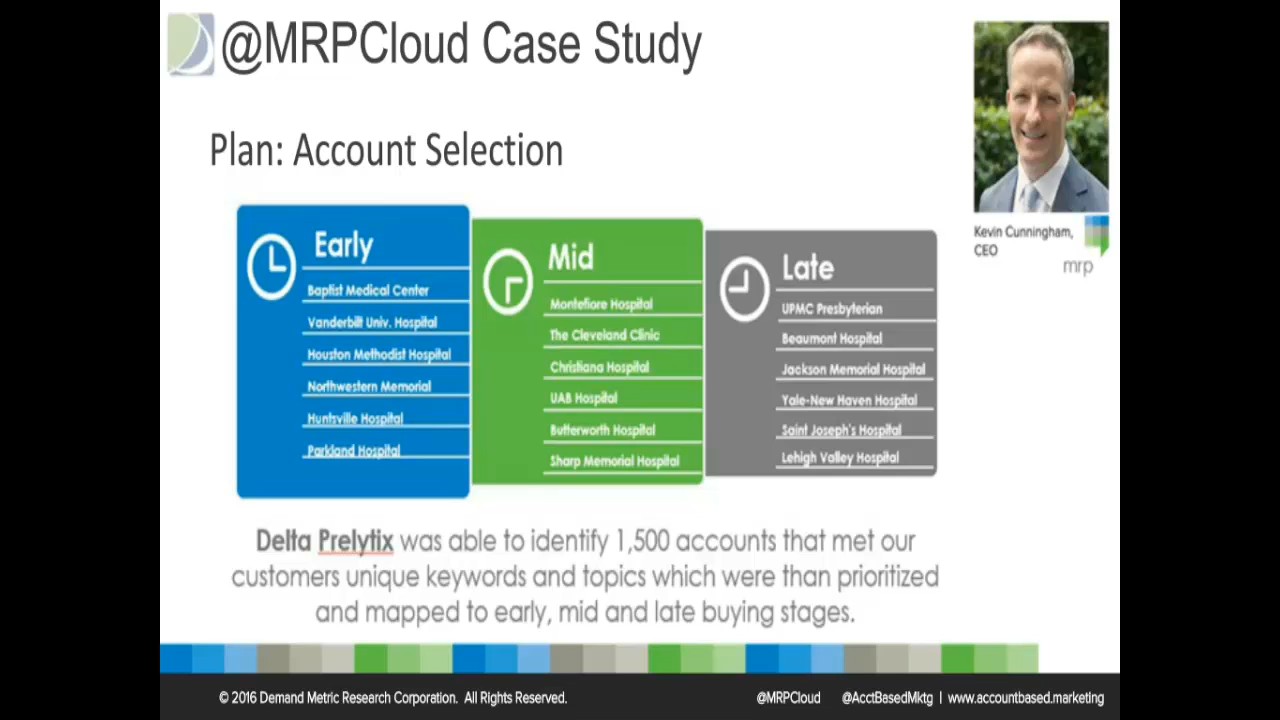 @MRPCloud Case Study
Plan: Account Selection
Kevin Cunningham,
CEO
mrp
Early
Baptist Medical Center
Vanderbilt Univ. Hospital
Houston Methodist Hospital
Northwestern Memorial
Huntsville Hospital
Parkland Hospital
Mid
Montefiore Hospital
The Cleveland Clinic
Christiana Hospital
UAB Hospital
Butterworth Hospital
Sharp Memorial Hospital
Late
UPMC Presbyterian
Beaumont Hospital
Jackson Memorial Hospital
Yale-New Haven Hospital
Saint Joseph's Hospital
Lehigh Valley Hospital
Delta Prelytix was able to identify 1,500 accounts that met our
customers unique keywords and topics which were than prioritized
and mapped to early, mid and late buying stages.
© 2016 Demand Metric Research Corporation. All Rights Reserved.
@MRPCloud @AcctBasedMktg | www.accountbased.marketing